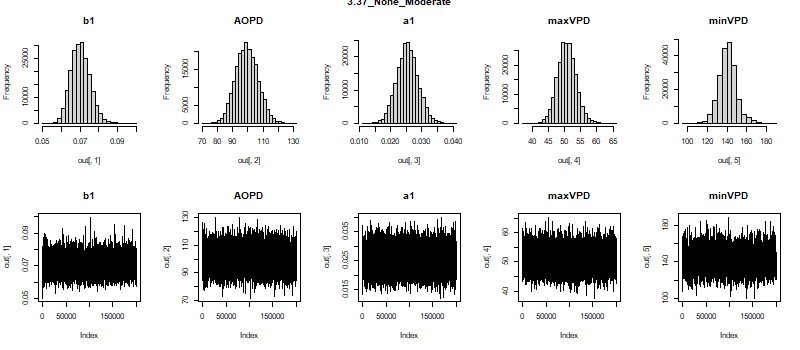 3.37_None_Moderate
b1 AOPD a1 maxVPD minVPD
Frequency Frequency Frequency Frequency Frequency
0 5000 15000 25000
0 5000 15000
0 10000 20000
0 10000 20000
0 20000 40000
0.05 0.07 0.09
70 80 90 110 130
0.010 0.020 0.030 0.040
40 45 50 55 60 65
100 120 140 160 180
out[, 1] out[, 2] out[, 3] out[, 4] out[, 5]
b1 AOPD a1 maxVPD minVPD
out[, 1] out[, 2] out[, 3] out[, 4] out[, 5]
0.05 0.07 0.09
70 90 110 130
0.015 0.025 0.035
40 50 60
100 140 180
0 50000 150000
0 50000 150000
0 50000 150000
0 50000 150000
0 50000 150000
Index Index Index Index Index